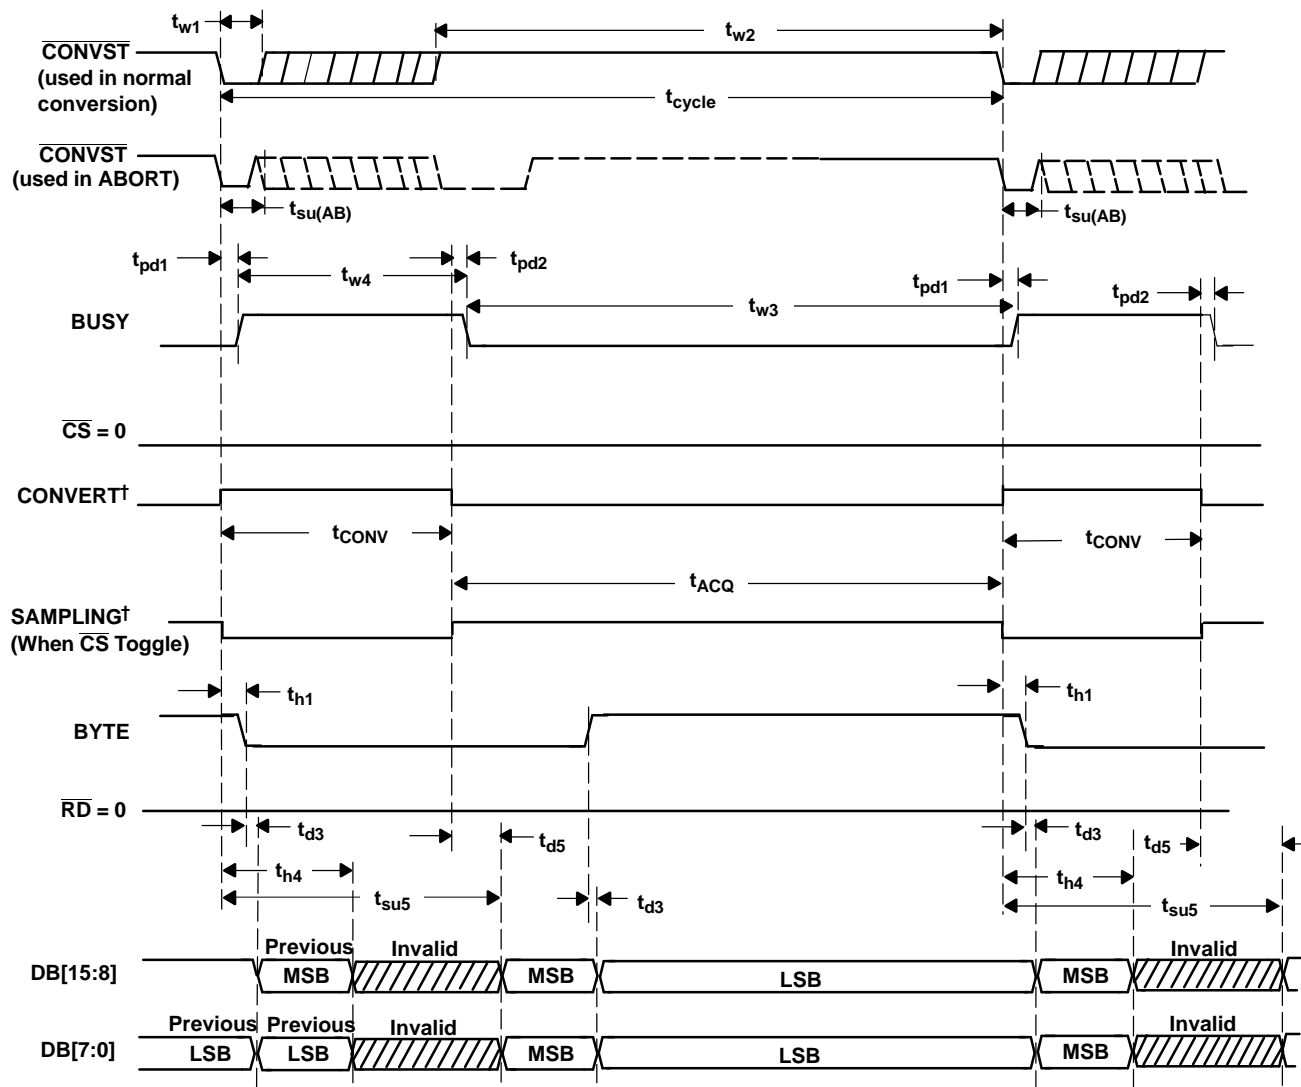 tw1
tw2
CONVST
(used in normal
conversion)
tcycle
CONVST
(used in ABORT)
tsu(AB)
tsu(AB)
tpd1
tw4
tpd2
tw3
tpd1
tpd2
BUSY
CS = 0
CONVERT†
tCONV
tCONV
tACQ
SAMPLING†
(When CS Toggle)
th1
th1
BYTE
RD = 0
td3
td5
td3
td5
th4
th4
tsu5
td3
tsu5
Previous
Invalid
Invalid
DB[15:8]
MSB
MSB
LSB
MSB
Previous
Previous
Invalid
Invalid
DB[7:0]
LSB
LSB
MSB
LSB
MSB